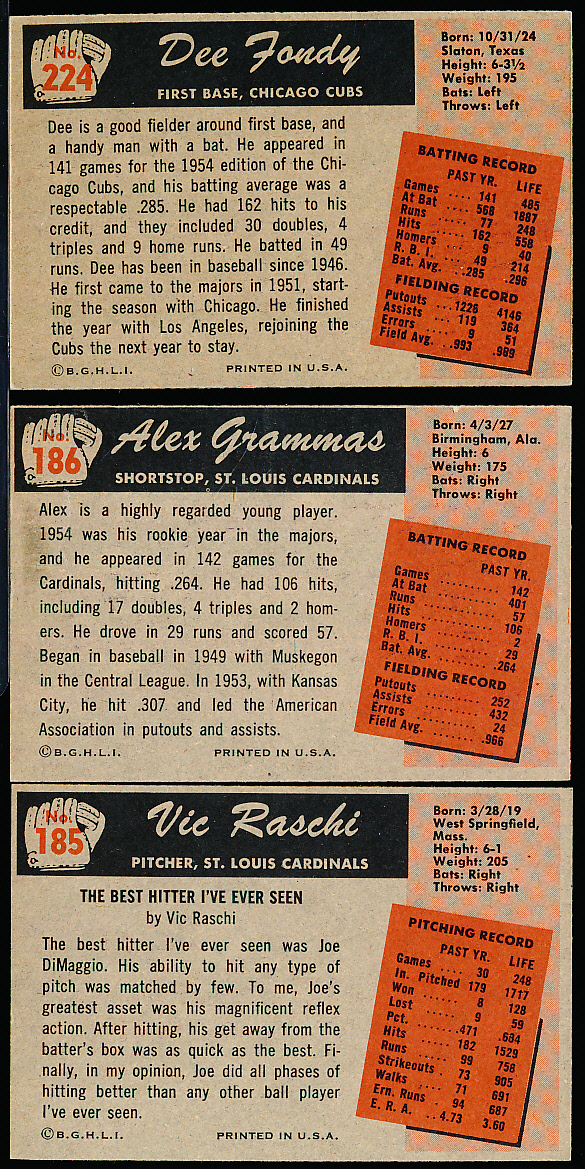 No.
224
Dee Fondy
FIRST BASE, CHICAGO CUBS
Born: 10/31/24
Slaton, Texas
Height: 6-3½
Weight: 195
Bats: Left
Throws: Left
Dee is a good fielder around first base, and
a handy man with a bat. He appeared in
141 games for the 1954 edition of the Chi-
cago Cubs, and his batting average was a
respectable .285. He had 162 hits to his
credit, and they included 30 doubles, 4
triples and 9 home runs. He batted in 49
runs. Dee has been in baseball since 1946.
He first came to the majors in 1951, start-
ing the season with Chicago. He finished
the year with Los Angeles, rejoining the
Cubs the next year to stay.
©B.G.H.L.I. PRINTED IN U.S.A.
BATTING RECORD
PAST YR. LIFE
Games .... 141 485
At Bat .... 568 1887
Runs .... 77 248
Hits .... 162 558
Homers .... 9 40
R. B. I. .... 49 214
Bat. Avg. .. .285 .296
FIELDING RECORD
Putouts .... 1228 4146
Assists .... 119 364
Errors .... 9 51
Field Avg. .. .993 .989
No.
186
Alex Grammas
SHORTSTOP, ST. LOUIS CARDINALS
Born: 4/3/27
Birmingham, Ala.
Height: 6
Weight: 175
Bats: Right
Throws: Right
Alex is a highly regarded young player.
1954 was his rookie year in the majors,
and he appeared in 142 games for the
Cardinals, hitting .264. He had 106 hits,
including 17 doubles, 4 triples and 2 hom-
ers. He drove in 29 runs and scored 57.
Began in baseball in 1949 with Muskegon
in the Central League. In 1953, with Kansas
City, he hit .307 and led the American
Association in putouts and assists.
©B.G.H.L.I. PRINTED IN U.S.A.
BATTING RECORD
PAST YR.
Games .......... 142
At Bat .......... 401
Runs .......... 57
Hits .......... 106
Homers .......... 2
R. B. I. .......... 29
Bat. Avg. .......... .264
FIELDING RECORD
Putouts .......... 252
Assists .......... 432
Errors .......... 24
Field Avg. .......... .966
No.
185
Vic Raschi
PITCHER, ST. LOUIS CARDINALS
Born: 3/28/19
West Springfield,
Mass.
Height: 6-1
Weight: 205
Bats: Right
Throws: Right
THE BEST HITTER I'VE EVER SEEN
by Vic Raschi
The best hitter I've ever seen was Joe
DiMaggio. His ability to hit any type of
pitch was matched by few. To me, Joe's
greatest asset was his magnificent reflex
action. After hitting, his get away from the
batter's box was as quick as the best. Fi-
nally, in my opinion, Joe did all phases of
hitting better than any other ball player
I've ever seen.
©B.G.H.L.I. PRINTED IN U.S.A.
PITCHING RECORD
PAST YR. LIFE
Games .... 30 248
In. Pitched 179 1717
Won .... 8 128
Lost .... 9 59
Pct. .... .471 .684
Hits .... 182 1529
Runs .... 99 758
Strikeouts .. 73 905
Walks .... 71 691
Ern. Runs .. 94 687
E. R. A. .. 4.73 3.60